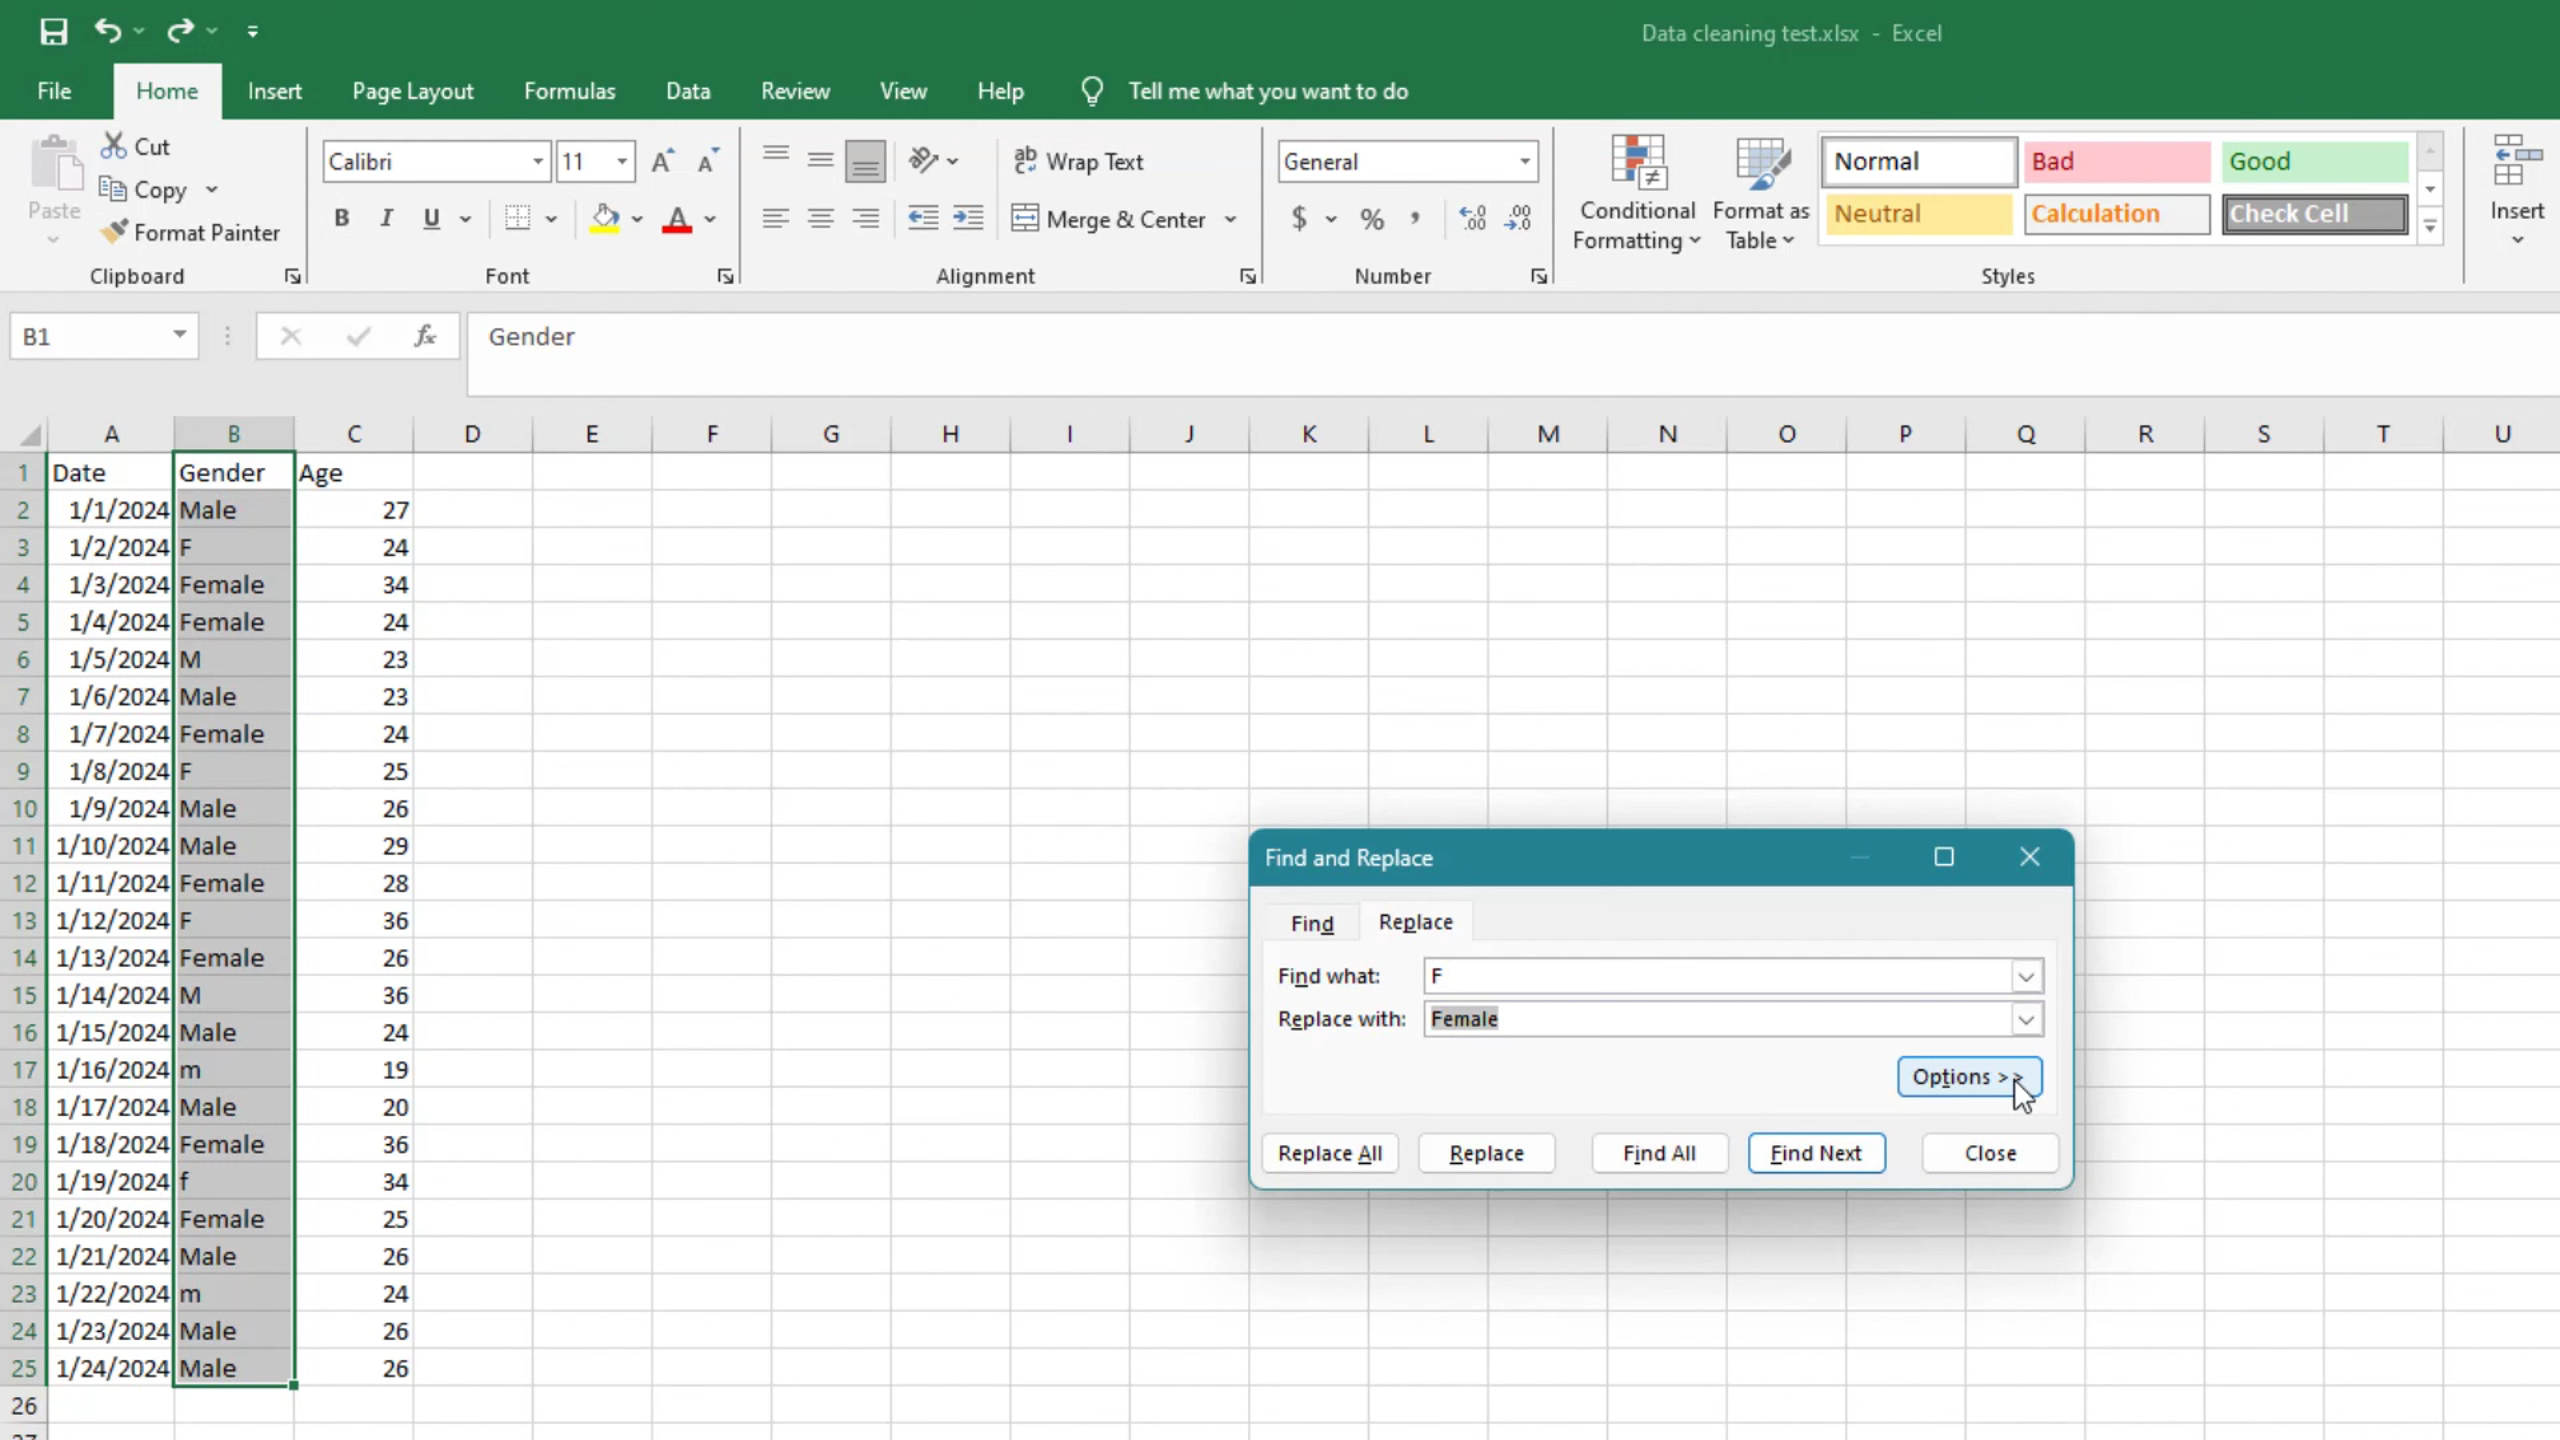 Data cleaning test.xlsx - Excel
File Home Insert Page Layout Formulas Data Review View Help Tell me what you want to do
Paste
Cut
Copy
Format Painter
Clipboard
Calibri 11
B I U
Font
Wrap Text
Merge & Center
Alignment
General
$ % ,
Number
Conditional Formatting
Format as Table
Normal Bad Good
Neutral Calculation Check Cell
Styles
Insert
B1 fx Gender
A B C D E F G H I J K L M N O P Q R S T U
1 Date Gender Age
2 1/1/2024 Male 27
3 1/2/2024 F 24
4 1/3/2024 Female 34
5 1/4/2024 Female 24
6 1/5/2024 M 23
7 1/6/2024 Male 23
8 1/7/2024 Female 24
9 1/8/2024 F 25
10 1/9/2024 Male 26
11 1/10/2024 Male 29
12 1/11/2024 Female 28
13 1/12/2024 F 36
14 1/13/2024 Female 26
15 1/14/2024 M 36
16 1/15/2024 Male 24
17 1/16/2024 m 19
18 1/17/2024 Male 20
19 1/18/2024 Female 36
20 1/19/2024 f 34
21 1/20/2024 Female 25
22 1/21/2024 Male 26
23 1/22/2024 m 24
24 1/23/2024 Male 26
25 1/24/2024 Male 26
26
Find and Replace
Find Replace
Find what: F
Replace with: Female
Options >>
Replace All Replace Find All Find Next Close